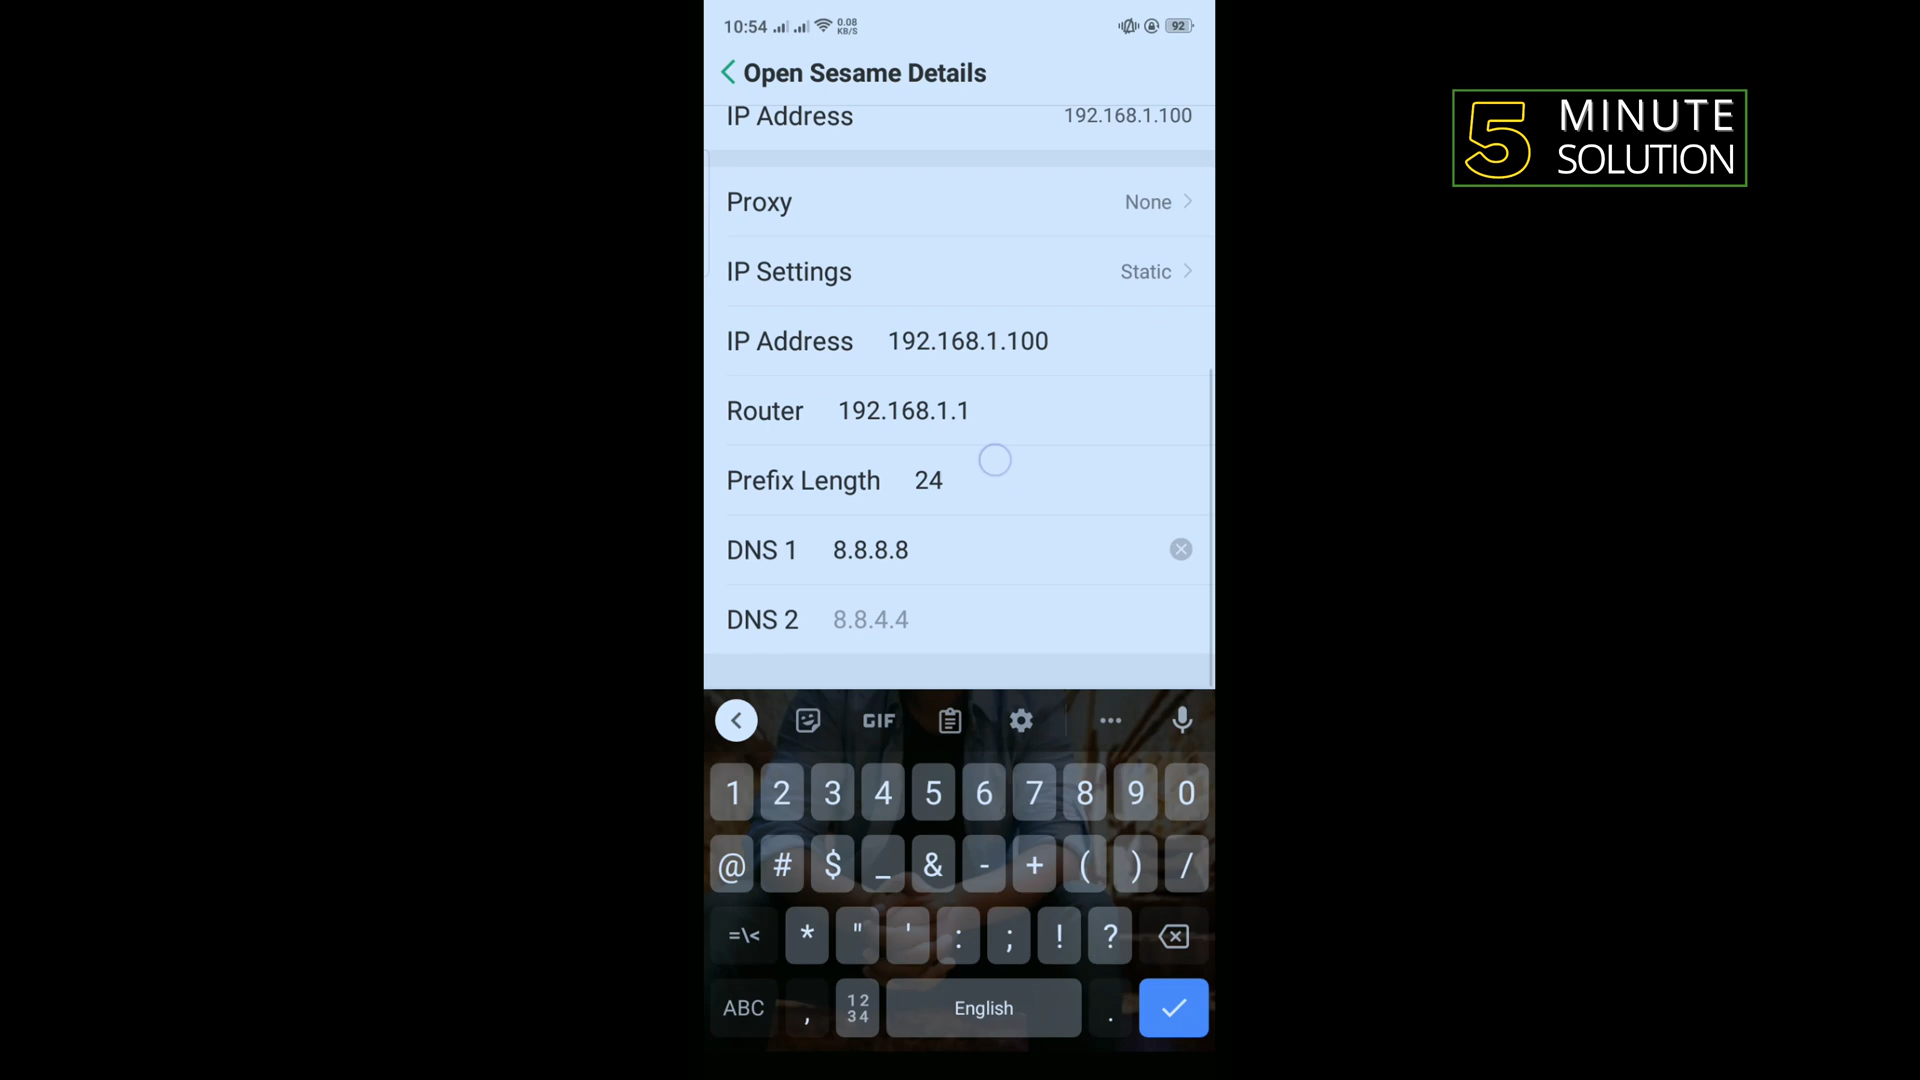 10:54 0.08 KB/S 92
Open Sesame Details
IP Address 192.168.1.100
Proxy None
IP Settings Static
IP Address 192.168.1.100
Router 192.168.1.1
Prefix Length 24
DNS 1 8.8.8.8
DNS 2 8.8.4.4
GIF
1 2 3 4 5 6 7 8 9 0
@ # $ _ & - + ( ) /
=\< * " ' : ; ! ?
ABC , 12 34 English .
5 MINUTE
SOLUTION